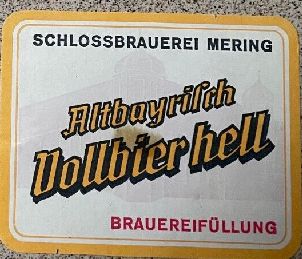 SCHLOSSBRAUEREI MERING
Altbayrisch
Vollbier hell
BRAUEREIFÜLLUNG